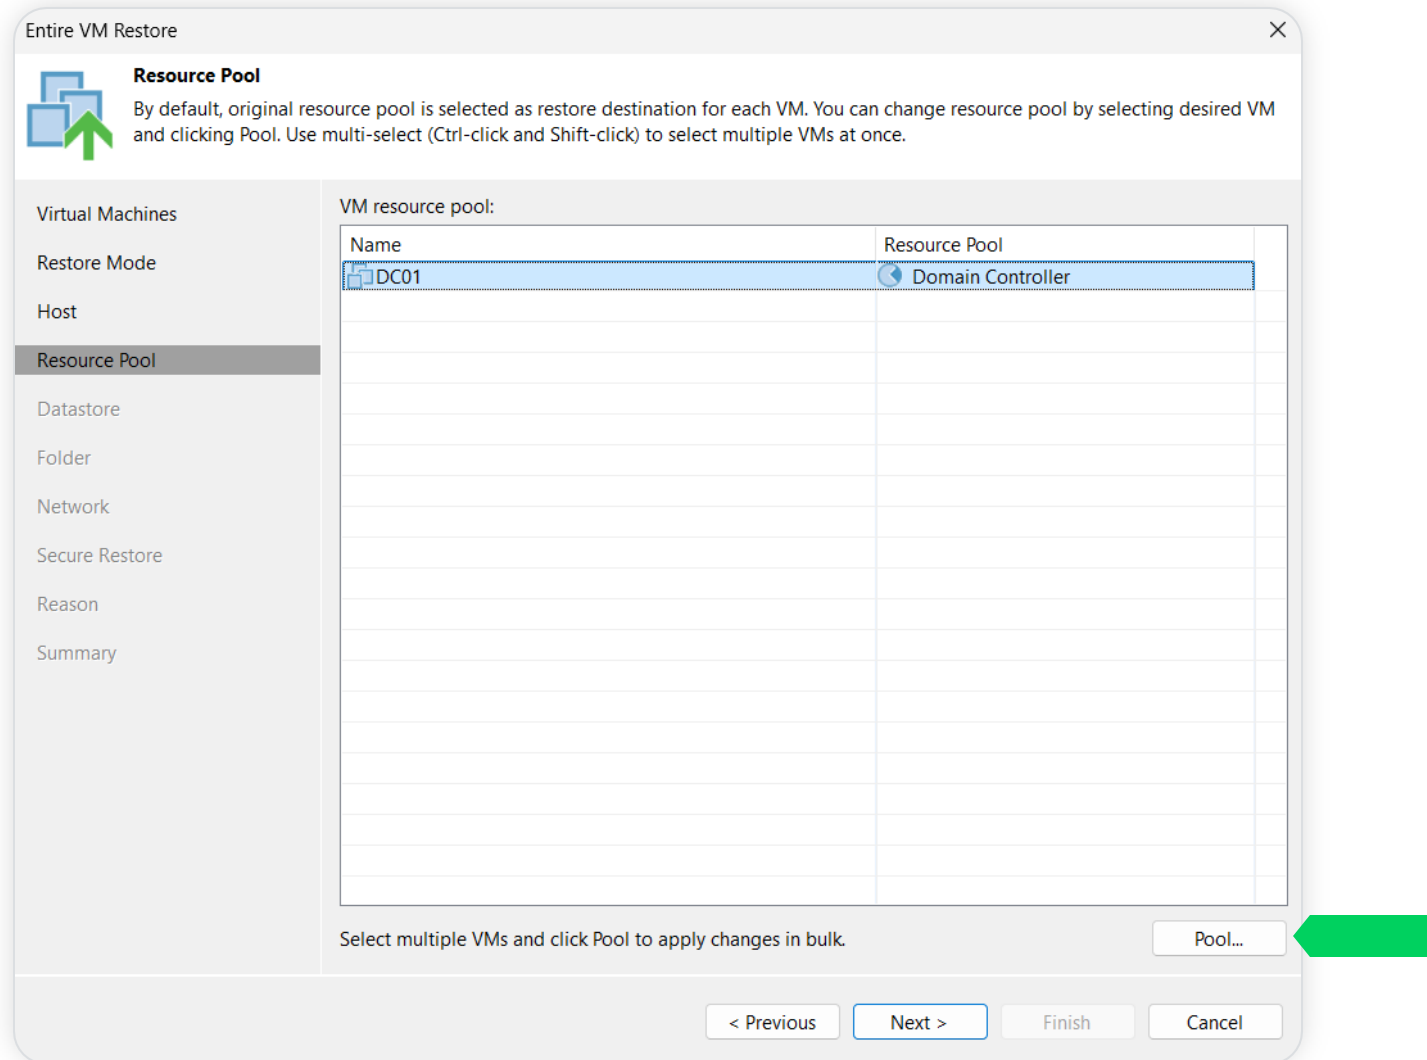 Entire VM Restore
Resource Pool
By default, original resource pool is selected as restore destination for each VM. You can change resource pool by selecting desired VM
and clicking Pool. Use multi-select (Ctrl-click and Shift-click) to select multiple VMs at once.
Virtual Machines
Restore Mode
Host
Resource Pool
Datastore
Folder
Network
Secure Restore
Reason
Summary
VM resource pool:
Name Resource Pool
DC01 Domain Controller
Select multiple VMs and click Pool to apply changes in bulk.
Pool...
< Previous Next > Finish Cancel